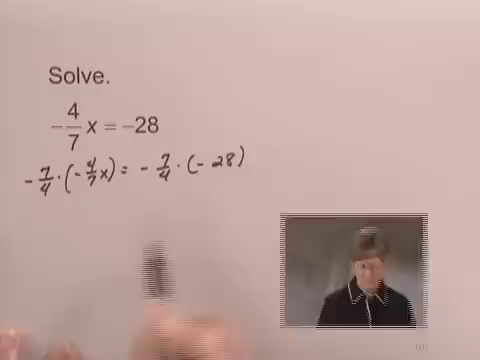 Solve.
-4/7 x = -28
-7/4 · (-4/7 x) = -7/4 · (-28)